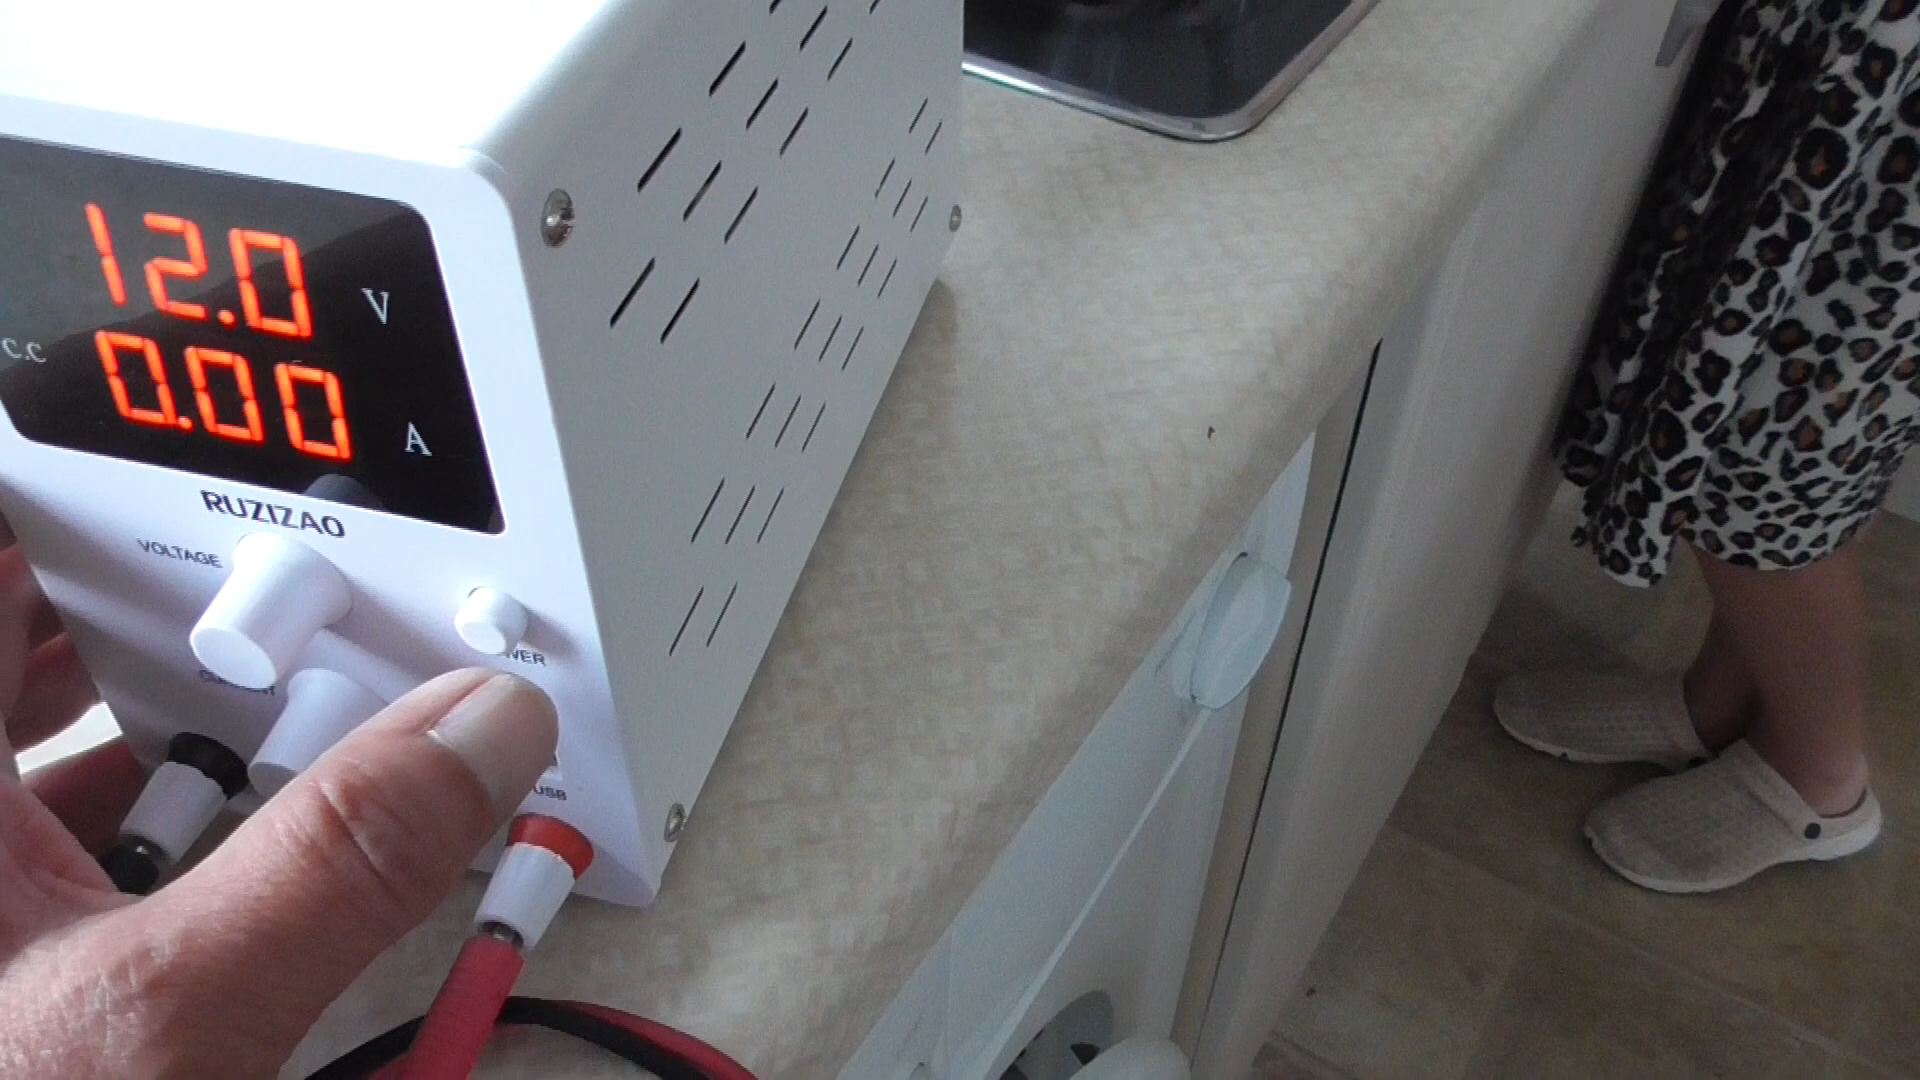 12.0 V
C.C
0.00 A
RUZIZAO
VOLTAGE
USB